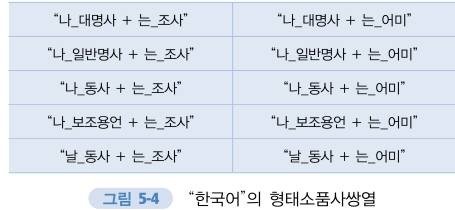 “나_대명사 + 는_조사” “나_대명사 + 는_어미”
“나_일반명사 + 는_조사” “나_일반명사 + 는_어미”
“나_동사 + 는_조사” “나_동사 + 는_어미”
“나_보조용언 + 는_조사” “나_보조용언 + 는_어미”
“날_동사 + 는_조사” “날_동사 + 는_어미”
그림 5-4 “한국어”의 형태소품사쌍열